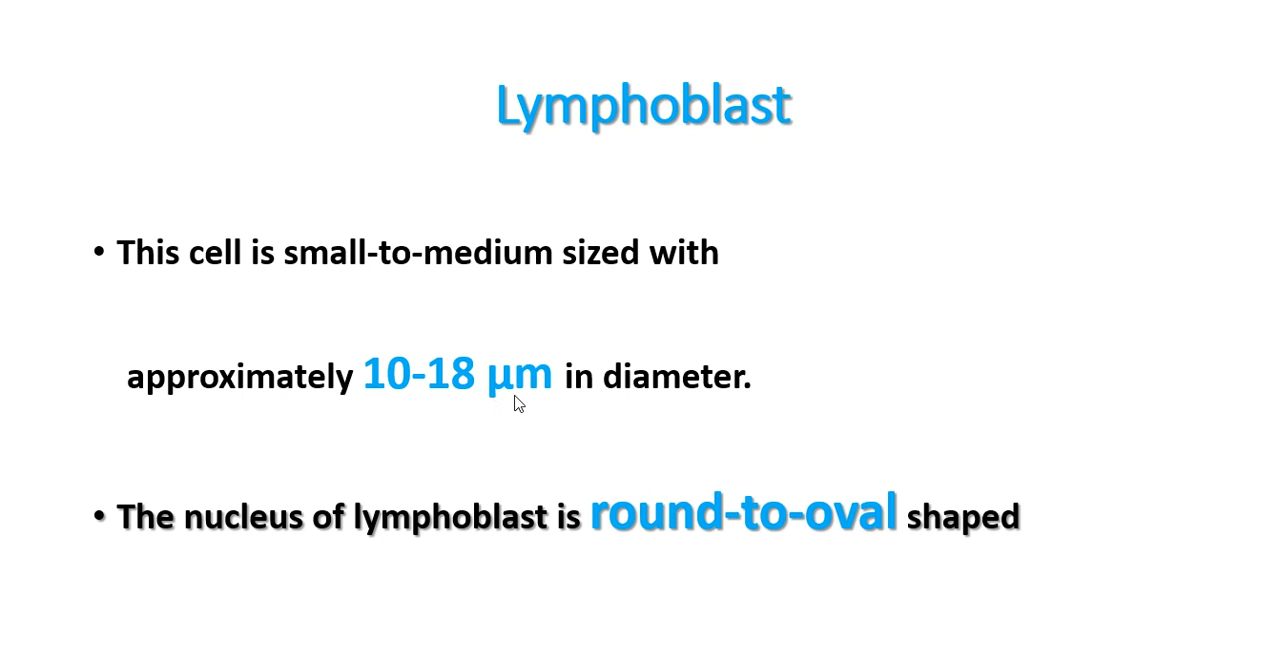 Lymphoblast
• This cell is small-to-medium sized with
approximately 10-18 µm in diameter.
• The nucleus of lymphoblast is round-to-oval shaped